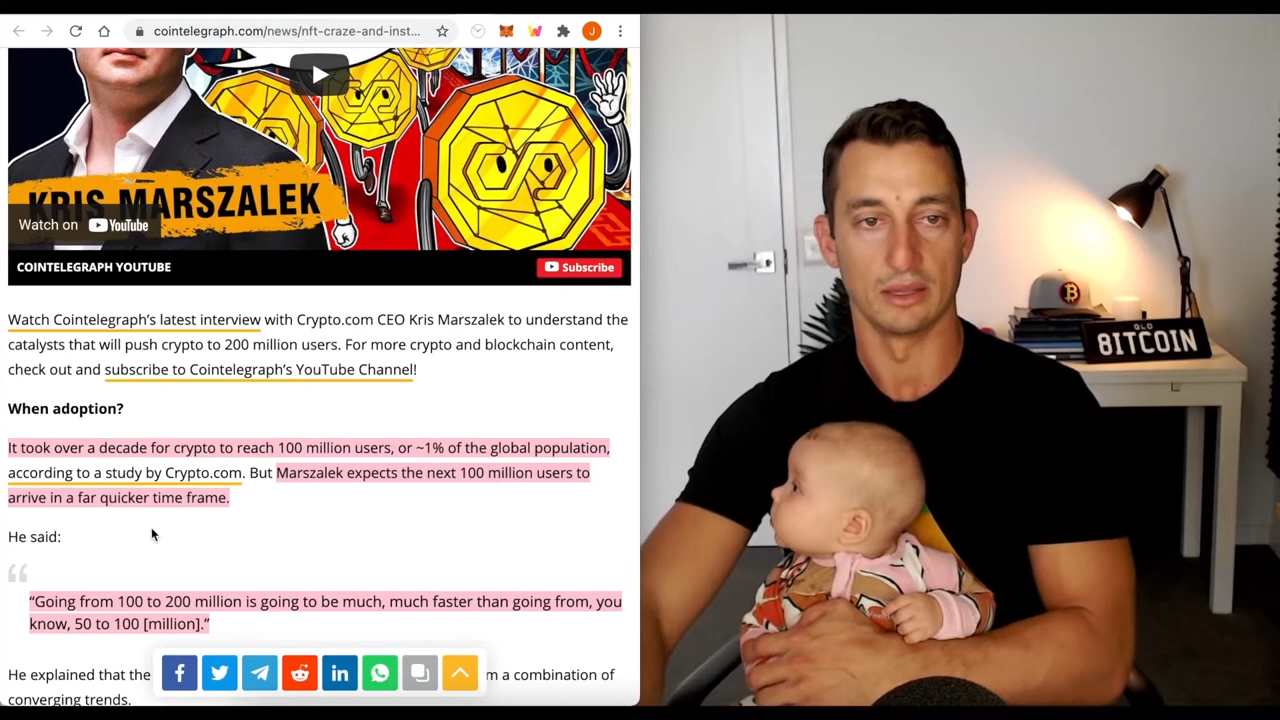 cointelegraph.com/news/nft-craze-and-inst...
J
KRIS MARSZALEK
Watch on YouTube
COINTELEGRAPH YOUTUBE
Subscribe
Watch Cointelegraph’s latest interview with Crypto.com CEO Kris Marszalek to understand the
catalysts that will push crypto to 200 million users. For more crypto and blockchain content,
check out and subscribe to Cointelegraph’s YouTube Channel!
When adoption?
It took over a decade for crypto to reach 100 million users, or ~1% of the global population,
according to a study by Crypto.com. But Marszalek expects the next 100 million users to
arrive in a far quicker time frame.
He said:
“Going from 100 to 200 million is going to be much, much faster than going from, you
know, 50 to 100 [million].”
He explained that the
m a combination of
converging trends.
QLD
8ITCOIN